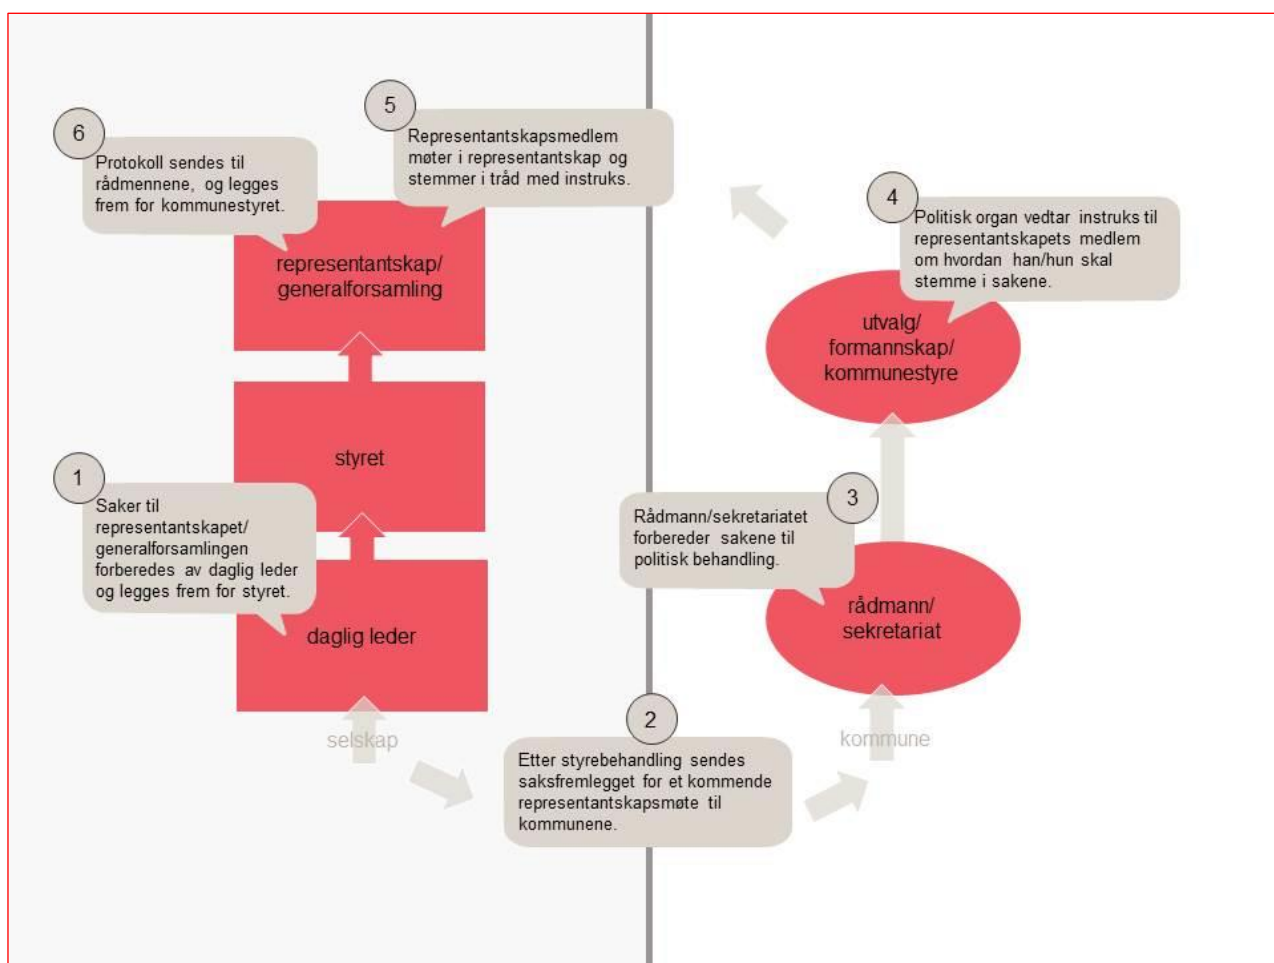 6
Protokoll sendes til
rådmennene, og legges
frem for kommunestyret.
5
Representantskapsmedlem
møter i representantskap og
stemmer i tråd med instruks.
4
Politisk organ vedtar instruks til
representantskapets medlem
om hvordan han/hun skal
stemme i sakene.
representantskap/
generalforsamling
utvalg/
formannskap/
kommunestyre
styret
1
Saker til
representantskapet/
generalforsamlingen
forberedes av daglig leder
og legges frem for styret.
3
Rådmann/sekretariatet
forbereder sakene til
politisk behandling.
daglig leder
rådmann/
sekretariat
selskap
2
Etter styrebehandling sendes
saksfremlegget for et kommende
representantskapsmøte til
kommunene.
kommune